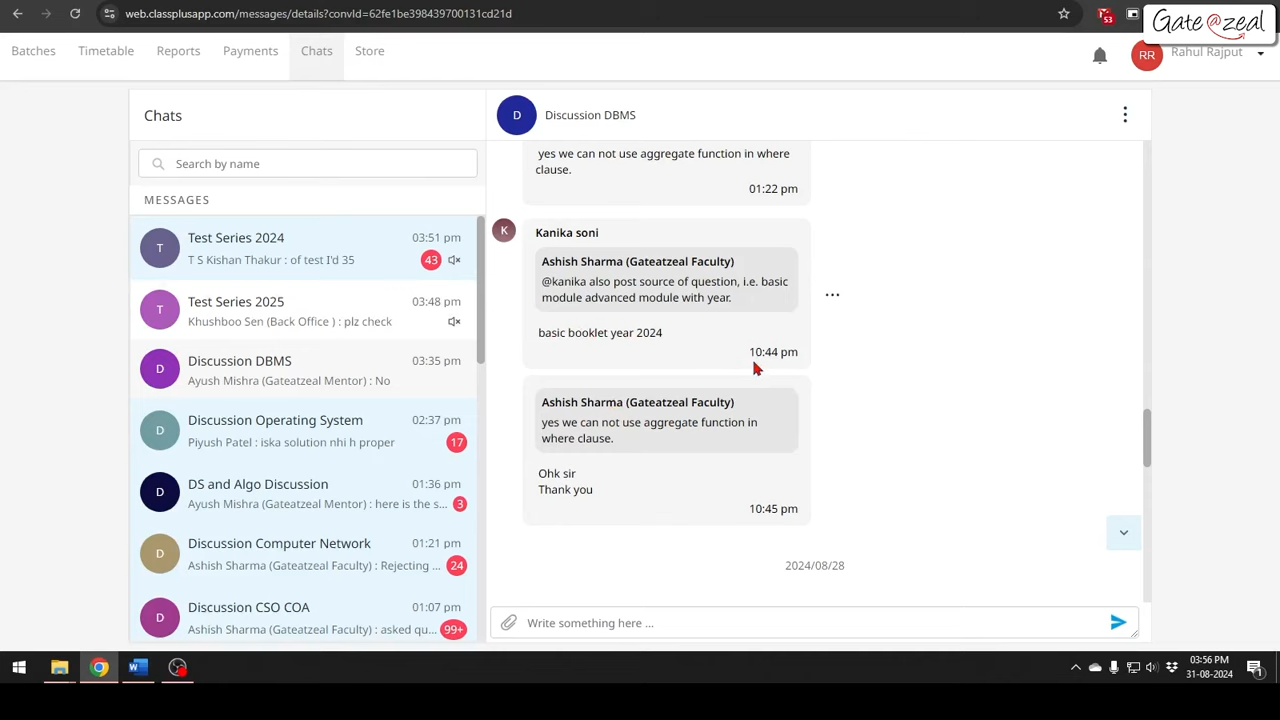 web.classplusapp.com/messages/details?convId=62fe1be398439700131cd21d
53
Gate@zeal
Batches
Timetable
Reports
Payments
Chats
Store
RR
Rahul Rajput
Chats
Search by name
MESSAGES
T
Test Series 2024
03:51 pm
T S Kishan Thakur : of test I'd 35
43
T
Test Series 2025
03:48 pm
Khushboo Sen (Back Office ) : plz check
D
Discussion DBMS
03:35 pm
Ayush Mishra (Gateatzeal Mentor) : No
D
Discussion Operating System
02:37 pm
Piyush Patel : iska solution nhi h proper
17
D
DS and Algo Discussion
01:36 pm
Ayush Mishra (Gateatzeal Mentor) : here is the s...
3
D
Discussion Computer Network
01:21 pm
Ashish Sharma (Gateatzeal Faculty) : Rejecting ...
24
D
Discussion CSO COA
01:07 pm
Ashish Sharma (Gateatzeal Faculty) : asked qu...
99+
D
Discussion DBMS
yes we can not use aggregate function in where
clause.
01:22 pm
K
Kanika soni
Ashish Sharma (Gateatzeal Faculty)
@kanika also post source of question, i.e. basic
module advanced module with year.
basic booklet year 2024
10:44 pm
Ashish Sharma (Gateatzeal Faculty)
yes we can not use aggregate function in
where clause.
Ohk sir
Thank you
10:45 pm
2024/08/28
Write something here ...
03:56 PM
31-08-2024
1